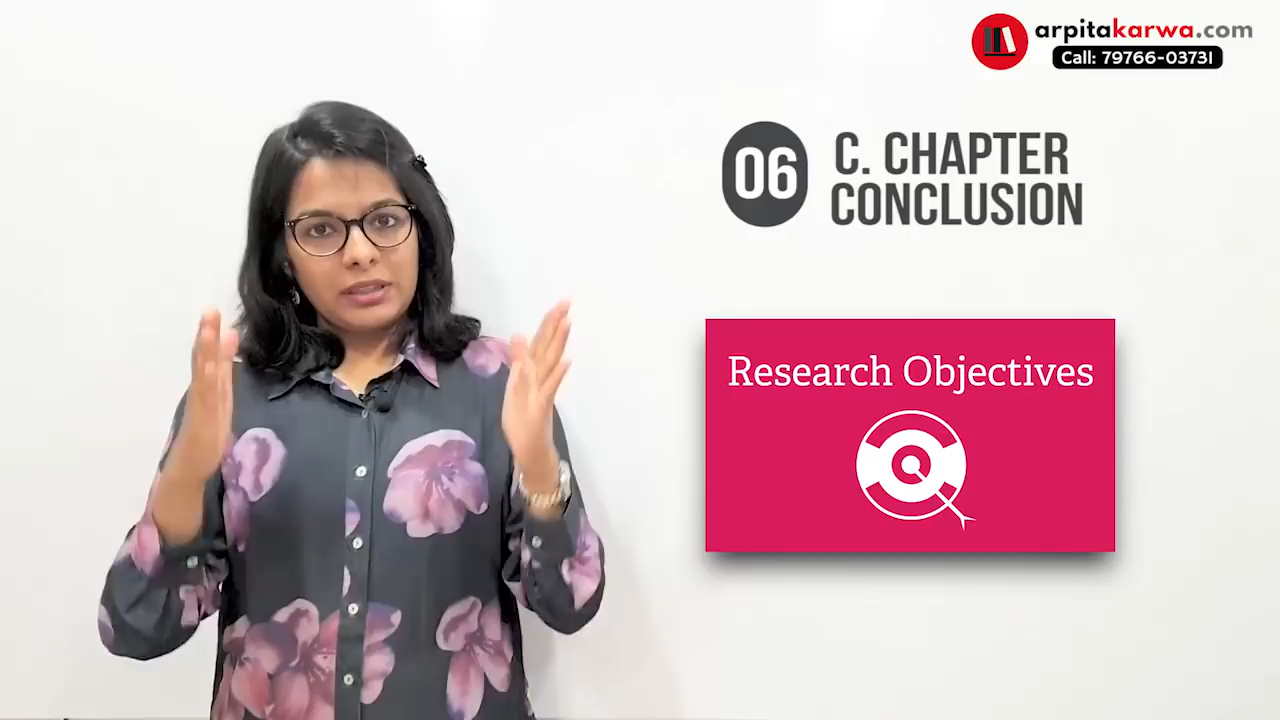 arpitakarwa.com
Call: 79766-03731
06
C. CHAPTER
CONCLUSION
Research Objectives